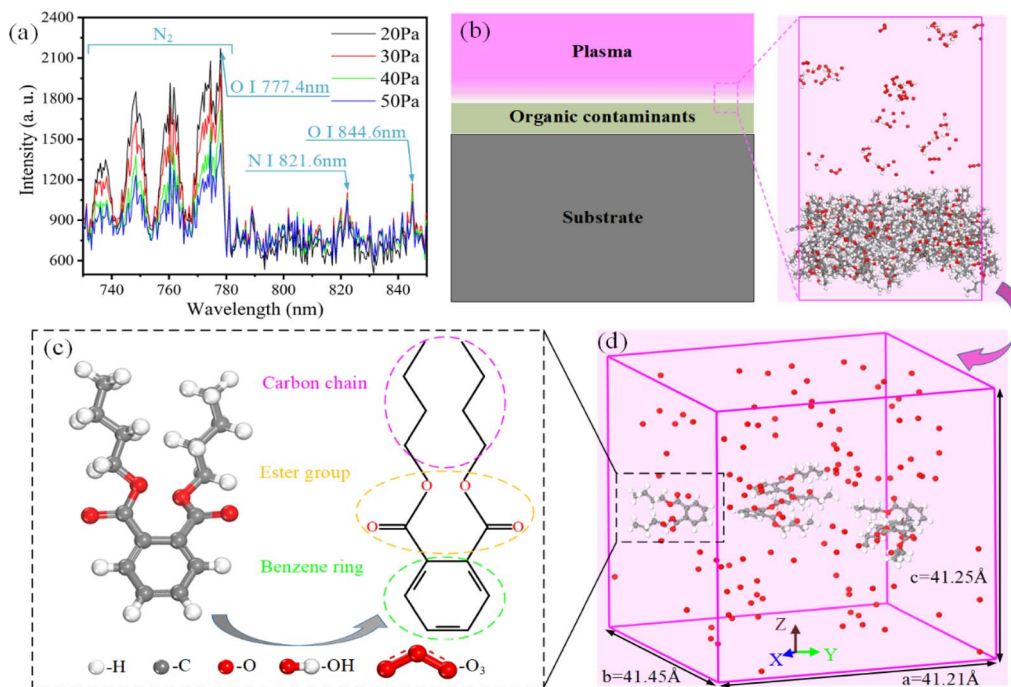 (a)
N₂
20Pa
30Pa
40Pa
50Pa
O I 777.4nm
O I 844.6nm
N I 821.6nm
2400
2100
1800
1500
1200
900
600
Intensity (a. u.)
740
760
780
800
820
840
Wavelength (nm)
(b)
Plasma
Organic contaminants
Substrate
(c)
Carbon chain
Ester group
Benzene ring
O
O
O
O
-H
-C
-O
-OH
-O₃
(d)
c=41.25Å
Z
X
Y
b=41.45Å
a=41.21Å